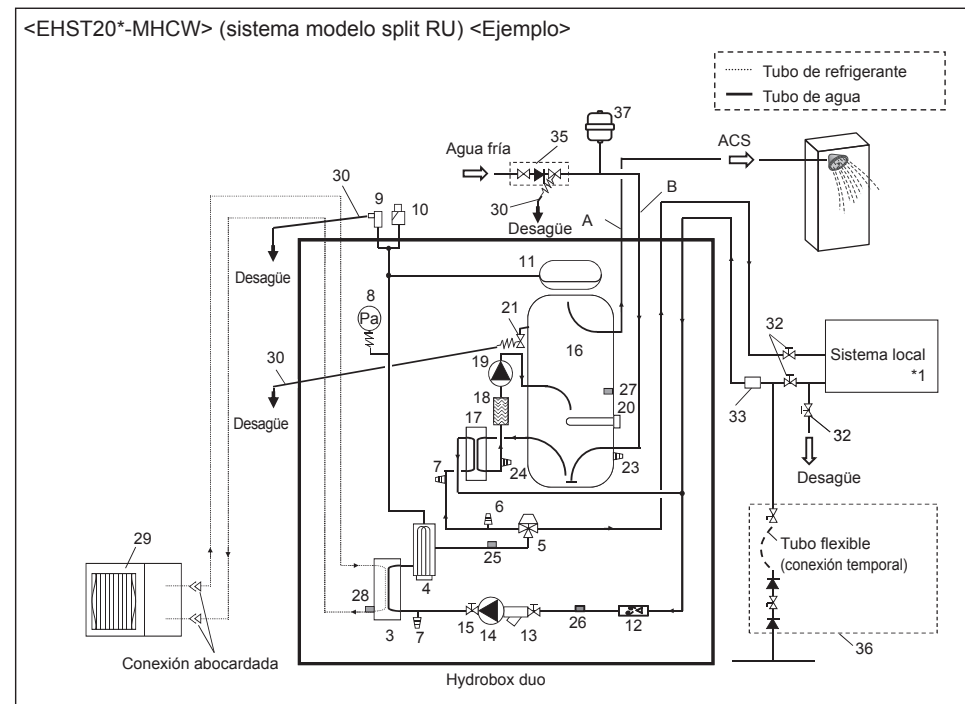 <EHST20*-MHCW> (sistema modelo split RU) <Ejemplo>
Tubo de refrigerante
Tubo de agua
37
Agua fría
35
ACS
30
9
10
30
Desagüe
A
B
Desagüe
11
8
Pa
21
16
19
30
27
18
20
17
Desagüe
24
23
7
6
5
25
4
28
3
7
15
14
13
26
12
32
Sistema local
*1
33
32
Desagüe
Tubo flexible
(conexión temporal)
36
29
Conexión abocardada
Hydrobox duo